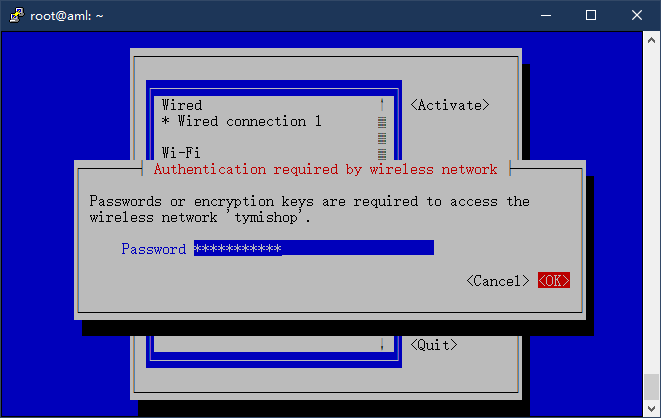 root@aml: ~
Wired
<Activate>
* Wired connection 1
Wi-Fi
Authentication required by wireless network
Passwords or encryption keys are required to access the
wireless network 'tymishop'.
Password ***********
<Cancel> <OK>
<Quit>